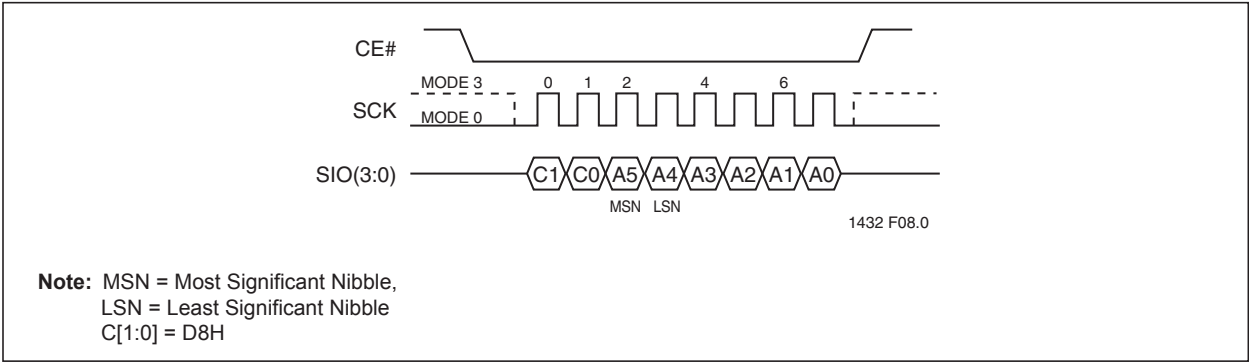 CE#
MODE 3 0 1 2 4 6
SCK
MODE 0
SIO(3:0) C1 C0 A5 A4 A3 A2 A1 A0
MSN LSN
1432 F08.0
Note: MSN = Most Significant Nibble,
LSN = Least Significant Nibble
C[1:0] = D8H